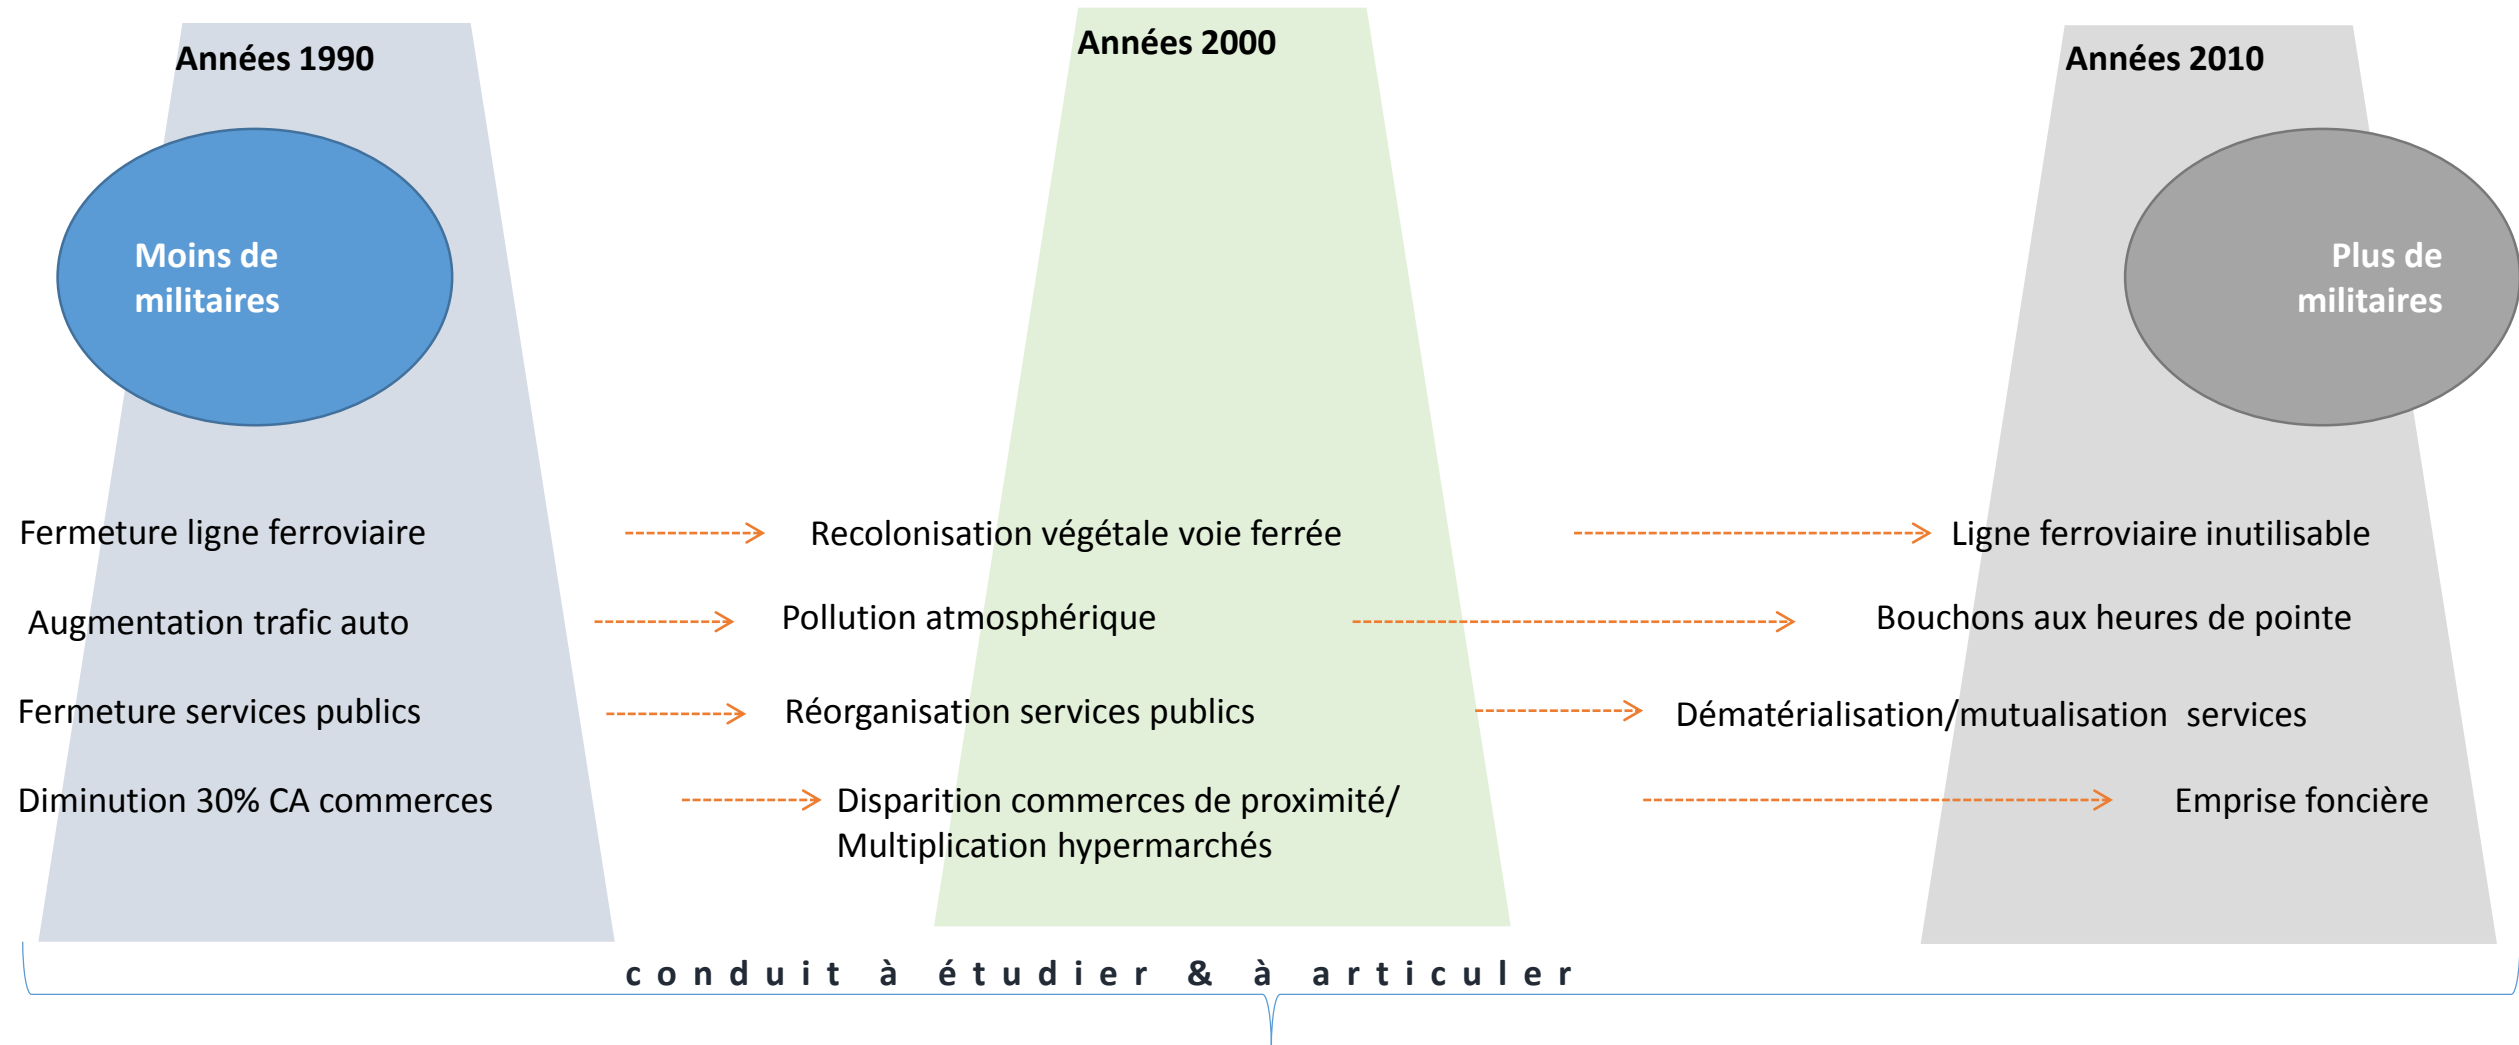 Années 1990
Années 2000
Années 2010
Moins de
militaires
Plus de
militaires
Fermeture ligne ferroviaire
Recolonisation végétale voie ferrée
Ligne ferroviaire inutilisable
Augmentation trafic auto
Pollution atmosphérique
Bouchons aux heures de pointe
Fermeture services publics
Réorganisation services publics
Dématérialisation/mutualisation services
Diminution 30% CA commerces
Disparition commerces de proximité/
Multiplication hypermarchés
Emprise foncière
conduit à étudier & à articuler